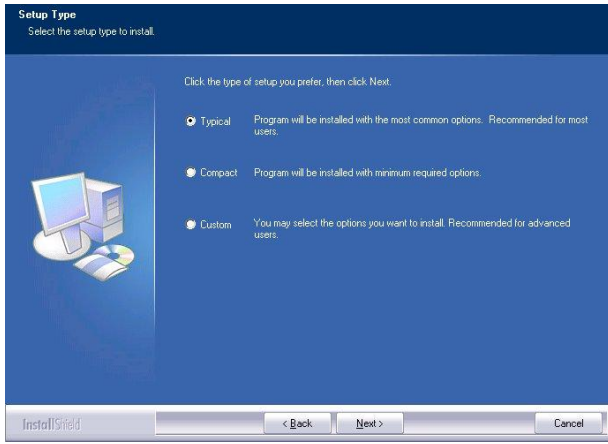 Setup Type
Select the setup type to install.
Click the type of setup you prefer, then click Next.
Typical
Program will be installed with the most common options.  Recommended for most
users.
Compact
Program will be installed with minimum required options.
Custom
You may select the options you want to install. Recommended for advanced
users.
InstallShield
< Back
Next >
Cancel